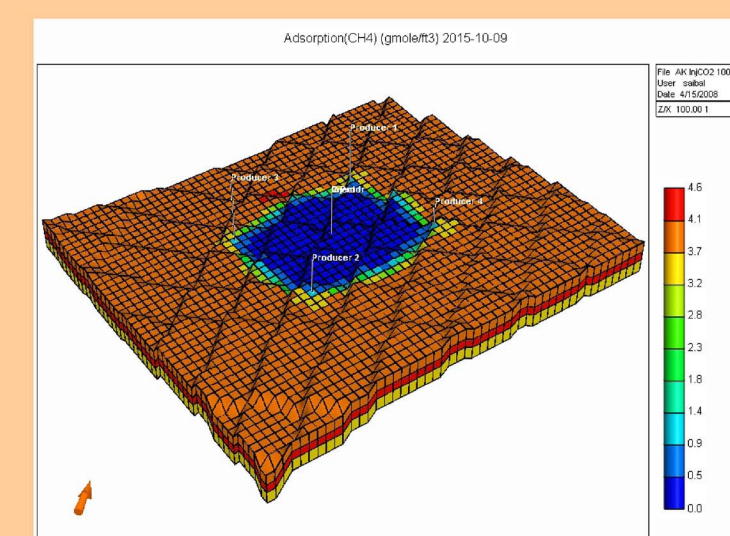 Adsorption(CH4) (gmole/ft3) 2015-10-09
File AK InjCO2 100
User saibal
Date 4/15/2008
Z/X 100.00:1
Producer 1
Producer 3
Producer 4
Producer 2
4.6
4.1
3.7
3.2
2.8
2.3
1.8
1.4
0.9
0.5
0.0